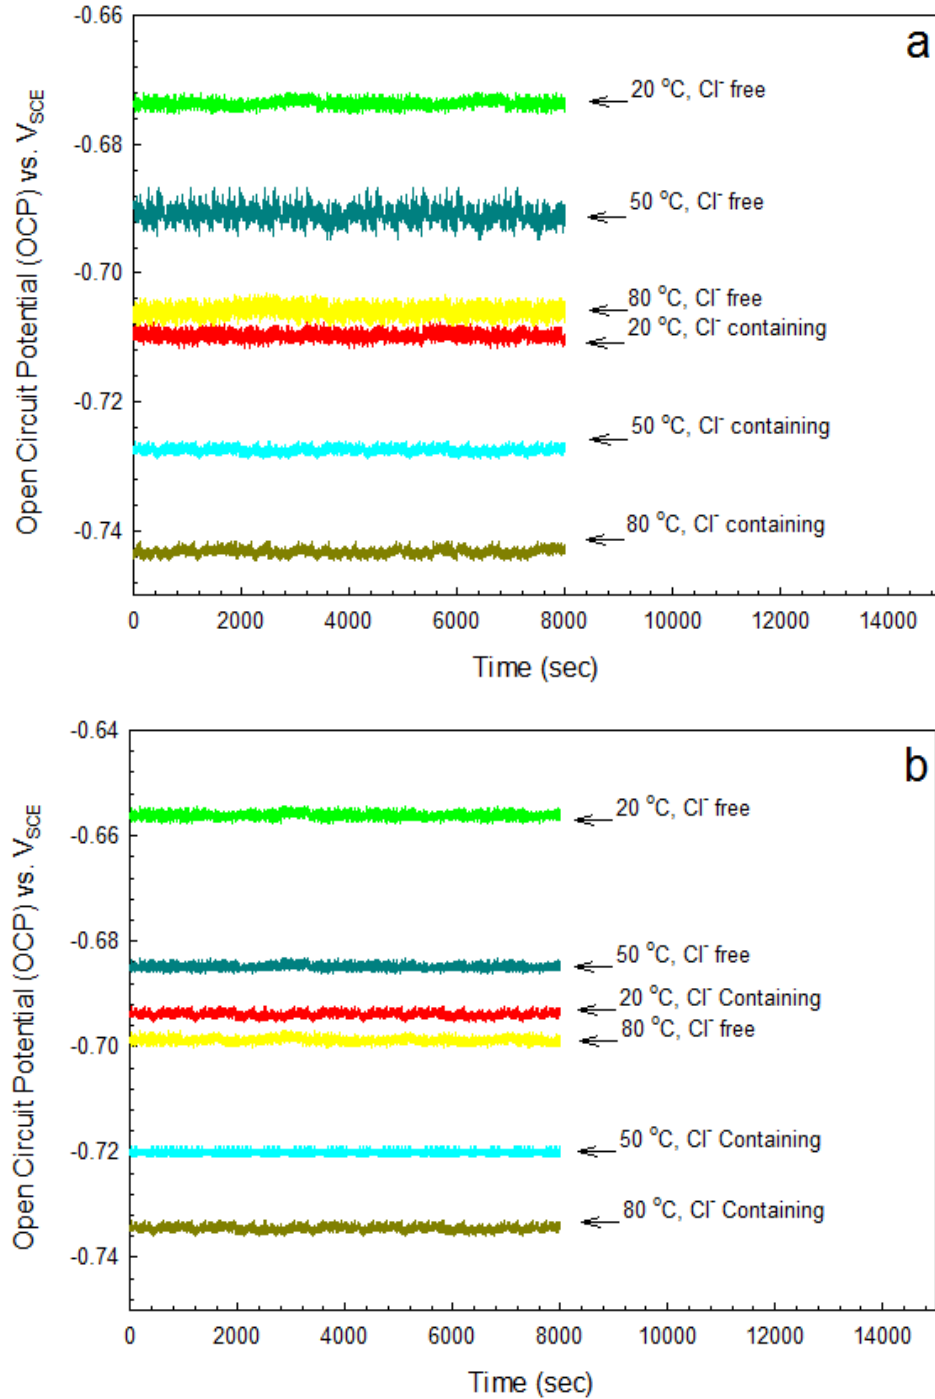 a
Open Circuit Potential (OCP) vs. V_SCE
-0.66
-0.68
-0.70
-0.72
-0.74
20 °C, Cl⁻ free
50 °C, Cl⁻ free
80 °C, Cl⁻ free
20 °C, Cl⁻ containing
50 °C, Cl⁻ containing
80 °C, Cl⁻ containing
0 2000 4000 6000 8000 10000 12000 14000
Time (sec)
b
Open Circuit Potential (OCP) vs. V_SCE
-0.64
-0.66
-0.68
-0.70
-0.72
-0.74
20 °C, Cl⁻ free
50 °C, Cl⁻ free
20 °C, Cl⁻ Containing
80 °C, Cl⁻ free
50 °C, Cl⁻ Containing
80 °C, Cl⁻ Containing
0 2000 4000 6000 8000 10000 12000 14000
Time (sec)